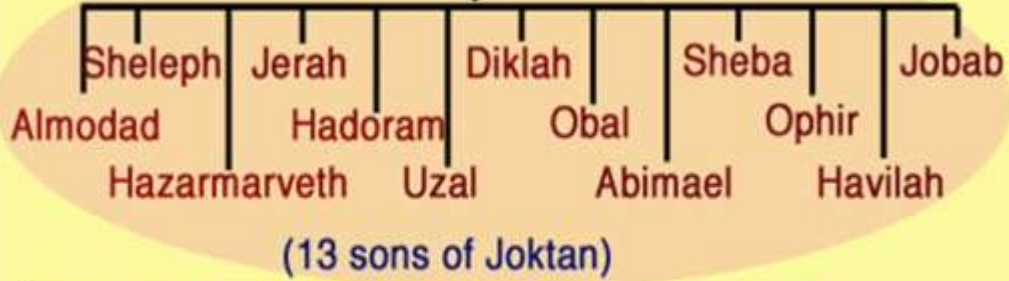 Sheleph Jerah Diklah Sheba Jobab
Almodad Hadoram Obal Ophir
Hazarmarveth Uzal Abimael Havilah
(13 sons of Joktan)